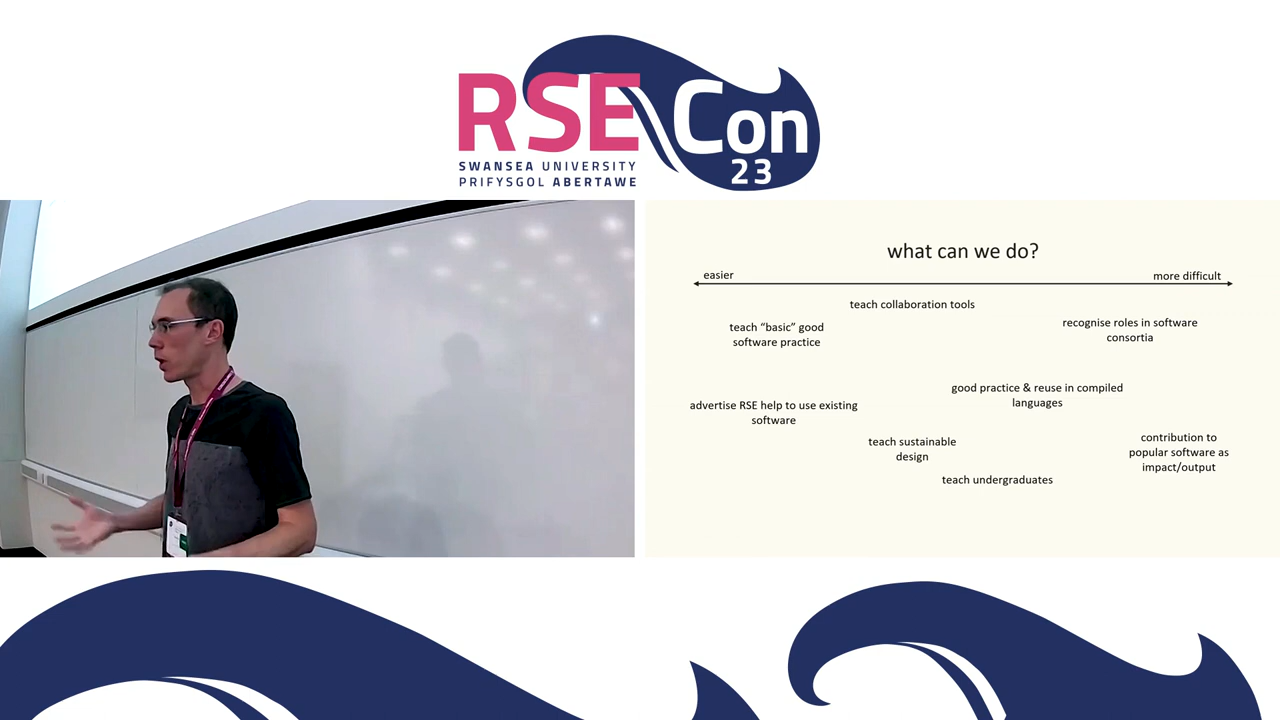 RSE Con
23
SWANSEA UNIVERSITY
PRIFYSGOL ABERTAWE
what can we do?
easier
more difficult
teach collaboration tools
teach “basic” good
software practice
recognise roles in software
consortia
good practice & reuse in compiled
languages
advertise RSE help to use existing
software
teach sustainable
design
contribution to
popular software as
impact/output
teach undergraduates